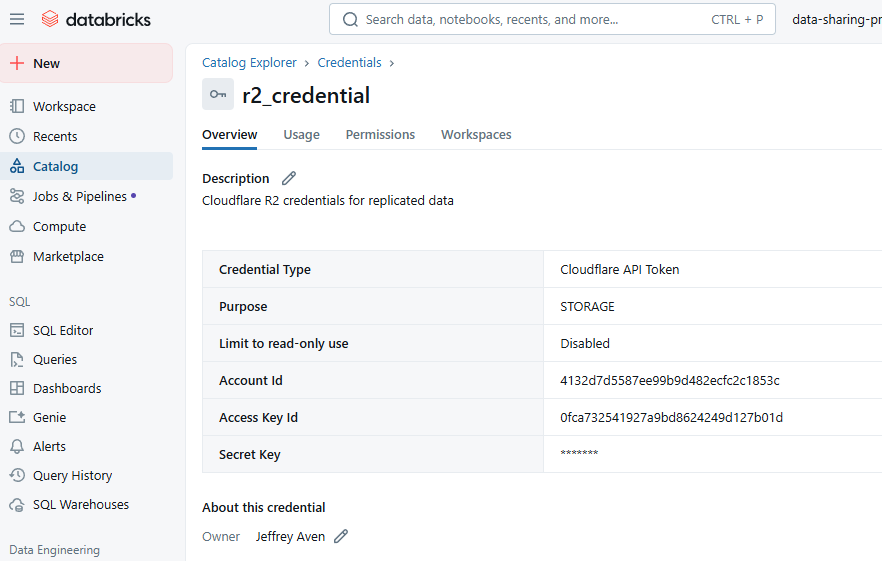 databricks
Search data, notebooks, recents, and more... CTRL + P
data-sharing-pr
New
Workspace
Recents
Catalog
Jobs & Pipelines
Compute
Marketplace
SQL
SQL Editor
Queries
Dashboards
Genie
Alerts
Query History
SQL Warehouses
Data Engineering
Catalog Explorer > Credentials >
r2_credential
Overview Usage Permissions Workspaces
Description
Cloudflare R2 credentials for replicated data
Credential Type Cloudflare API Token
Purpose STORAGE
Limit to read-only use Disabled
Account Id 4132d7d5587ee99b9d482ecfc2c1853c
Access Key Id 0fca732541927a9bd8624249d127b01d
Secret Key *******
About this credential
Owner Jeffrey Aven